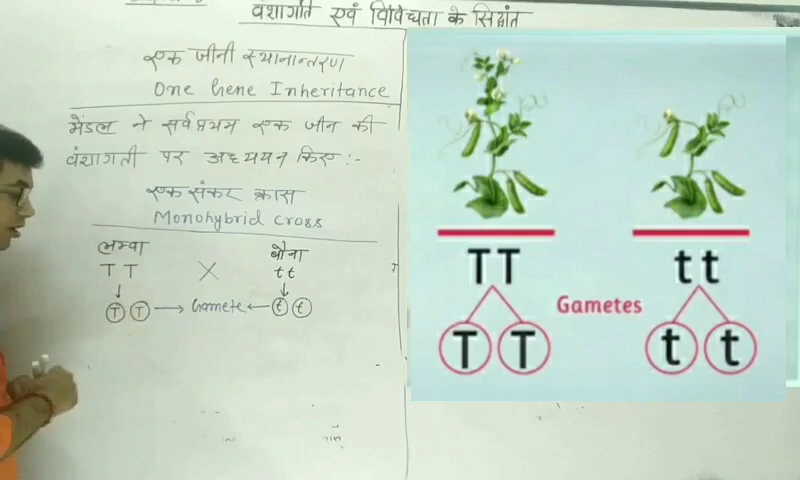 वंशागति एवं विविधता के सिद्धांत
एक जीनी स्थानान्तरण
One Gene Inheritance
मेंडल ने सर्वप्रथम एक जीन की
वंशागती पर अध्ययन किए :-
एक संकर क्रास
Monohybrid cross
लम्बा बौना
TT X tt
T T → Gamete ← t t
TT tt
Gametes
T T t t